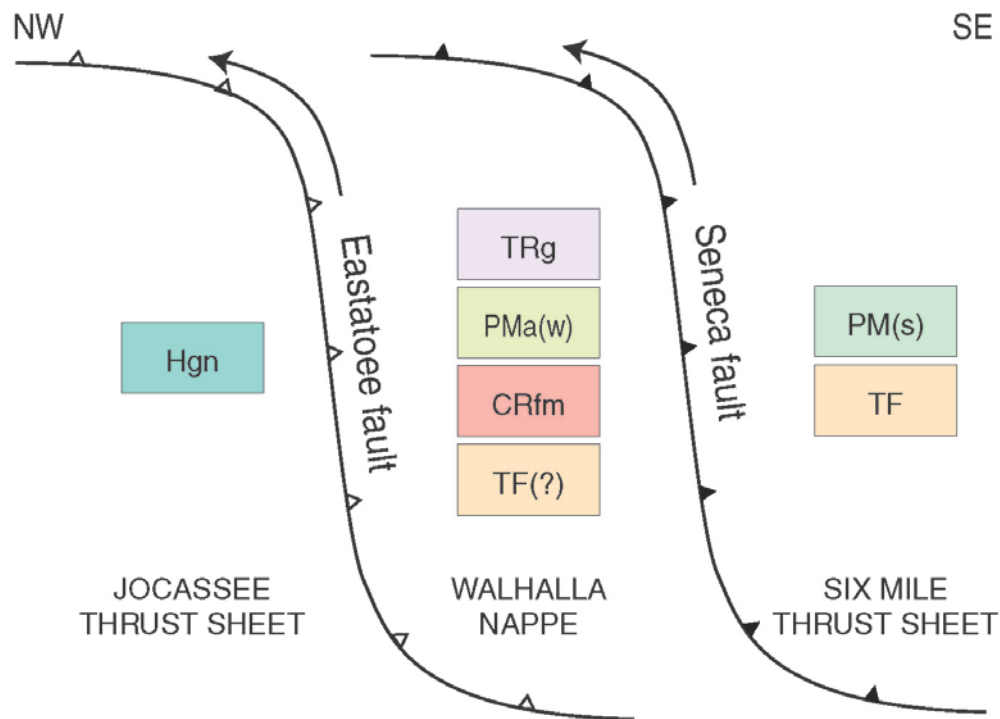 NW
SE
Eastatoee fault
Seneca fault
Hgn
TRg
PMa(w)
CRfm
TF(?)
PM(s)
TF
JOCASSEE
THRUST SHEET
WALHALLA
NAPPE
SIX MILE
THRUST SHEET